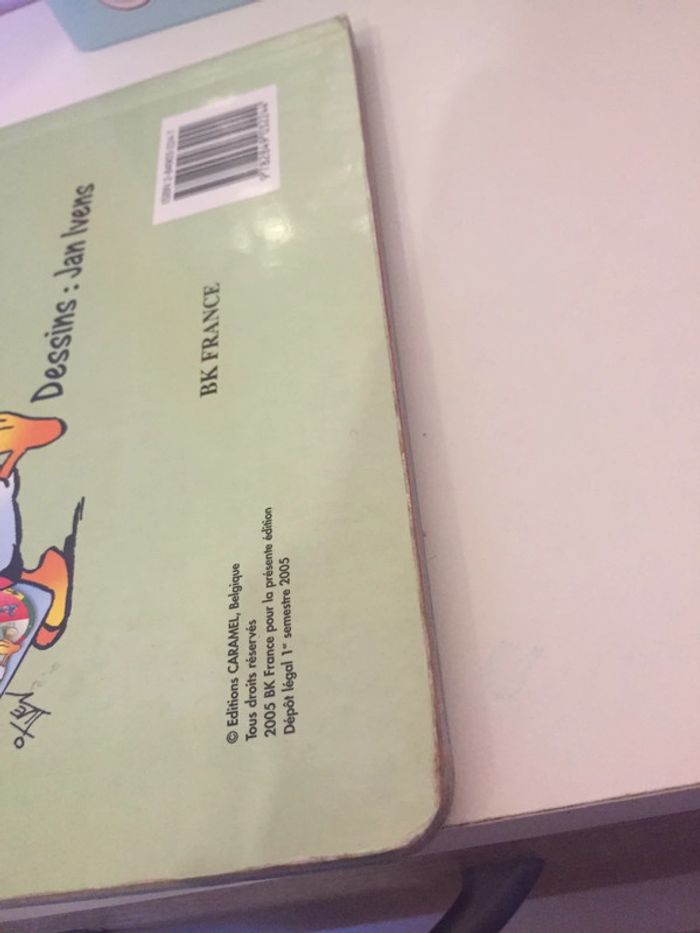 Dessins : Jan Ivens
BK FRANCE
© Editions CARAMEL, Belgique
Tous droits réservés
2005 BK France pour la présente édition
Dépôt légal 1er semestre 2005
ISBN